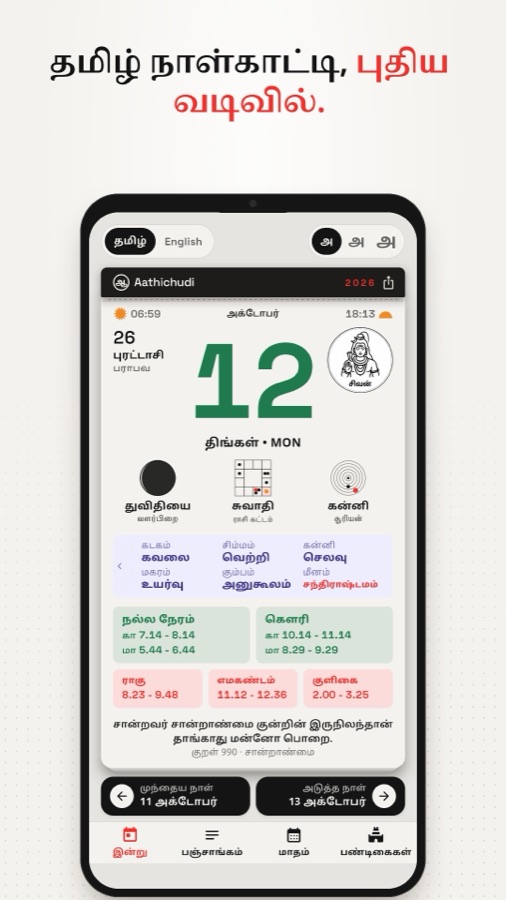 தமிழ் நாள்காட்டி, புதிய
வடிவில்.
தமிழ் English
அ அ அ
ஆ Aathichudi 2026
06:59 அக்டோபர் 18:13
26
புரட்டாசி
பராபவ
12
சிவன்
திங்கள் • MON
துவிதியை சுவாதி கன்னி
வளர்பிறை ராசி கட்டம் சூரியன்
கடகம் சிம்மம் கன்னி
கவலை வெற்றி செலவு
மகரம் கும்பம் மீனம்
உயர்வு அனுகூலம் சந்திராஷ்டமம்
நல்ல நேரம் கௌரி
கா 7.14 - 8.14 கா 10.14 - 11.14
மா 5.44 - 6.44 மா 8.29 - 9.29
ராகு எமகண்டம் குளிகை
8.23 - 9.48 11.12 - 12.36 2.00 - 3.25
சான்றவர் சான்றாண்மை குன்றின் இருநிலந்தான்
தாங்காது மன்னோ பொறை.
குறள் 990 · சான்றாண்மை
முந்தைய நாள் அடுத்த நாள்
11 அக்டோபர் 13 அக்டோபர்
இன்று பஞ்சாங்கம் மாதம் பண்டிகைகள்